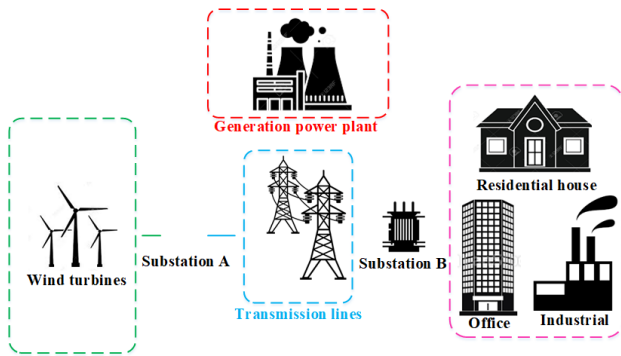 Generation power plant
Residential house
Wind turbines
Substation A
Substation B
Transmission lines
Office
Industrial